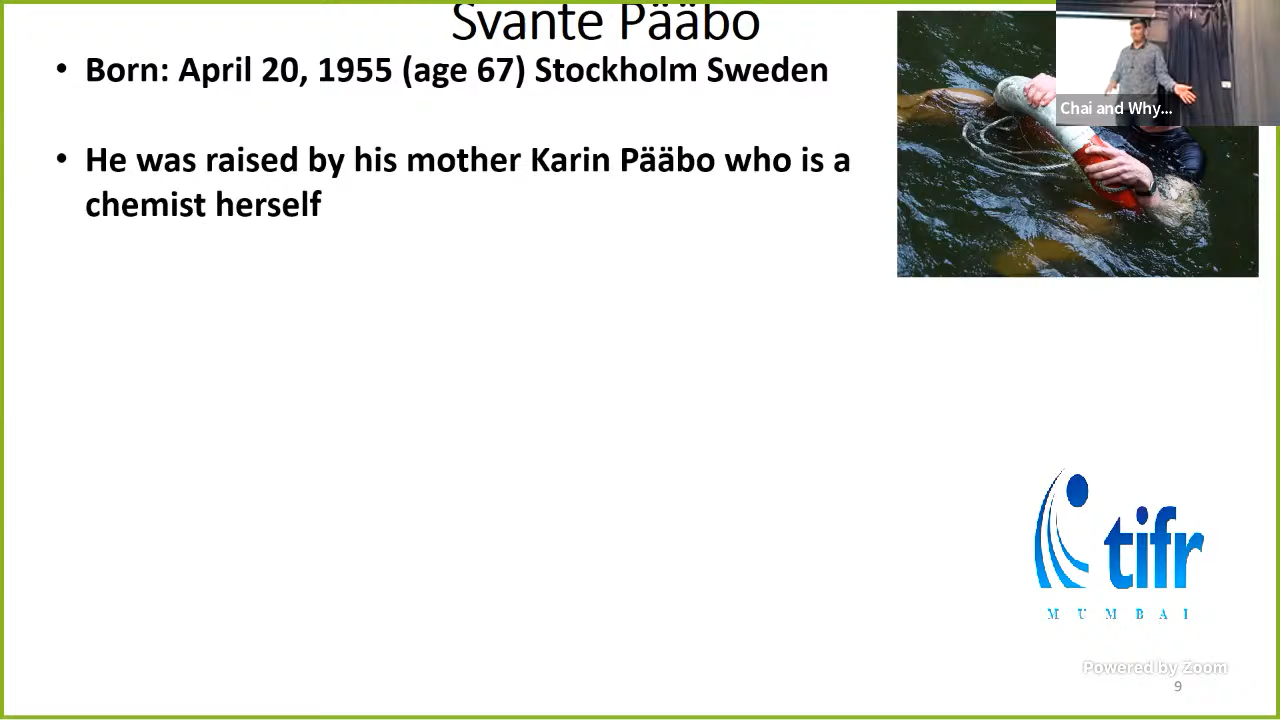 Svante Pääbo
• Born: April 20, 1955 (age 67) Stockholm Sweden
• He was raised by his mother Karin Pääbo who is a
chemist herself
Chai and Why...
tifr
MUMBAI
Powered by Zoom
9